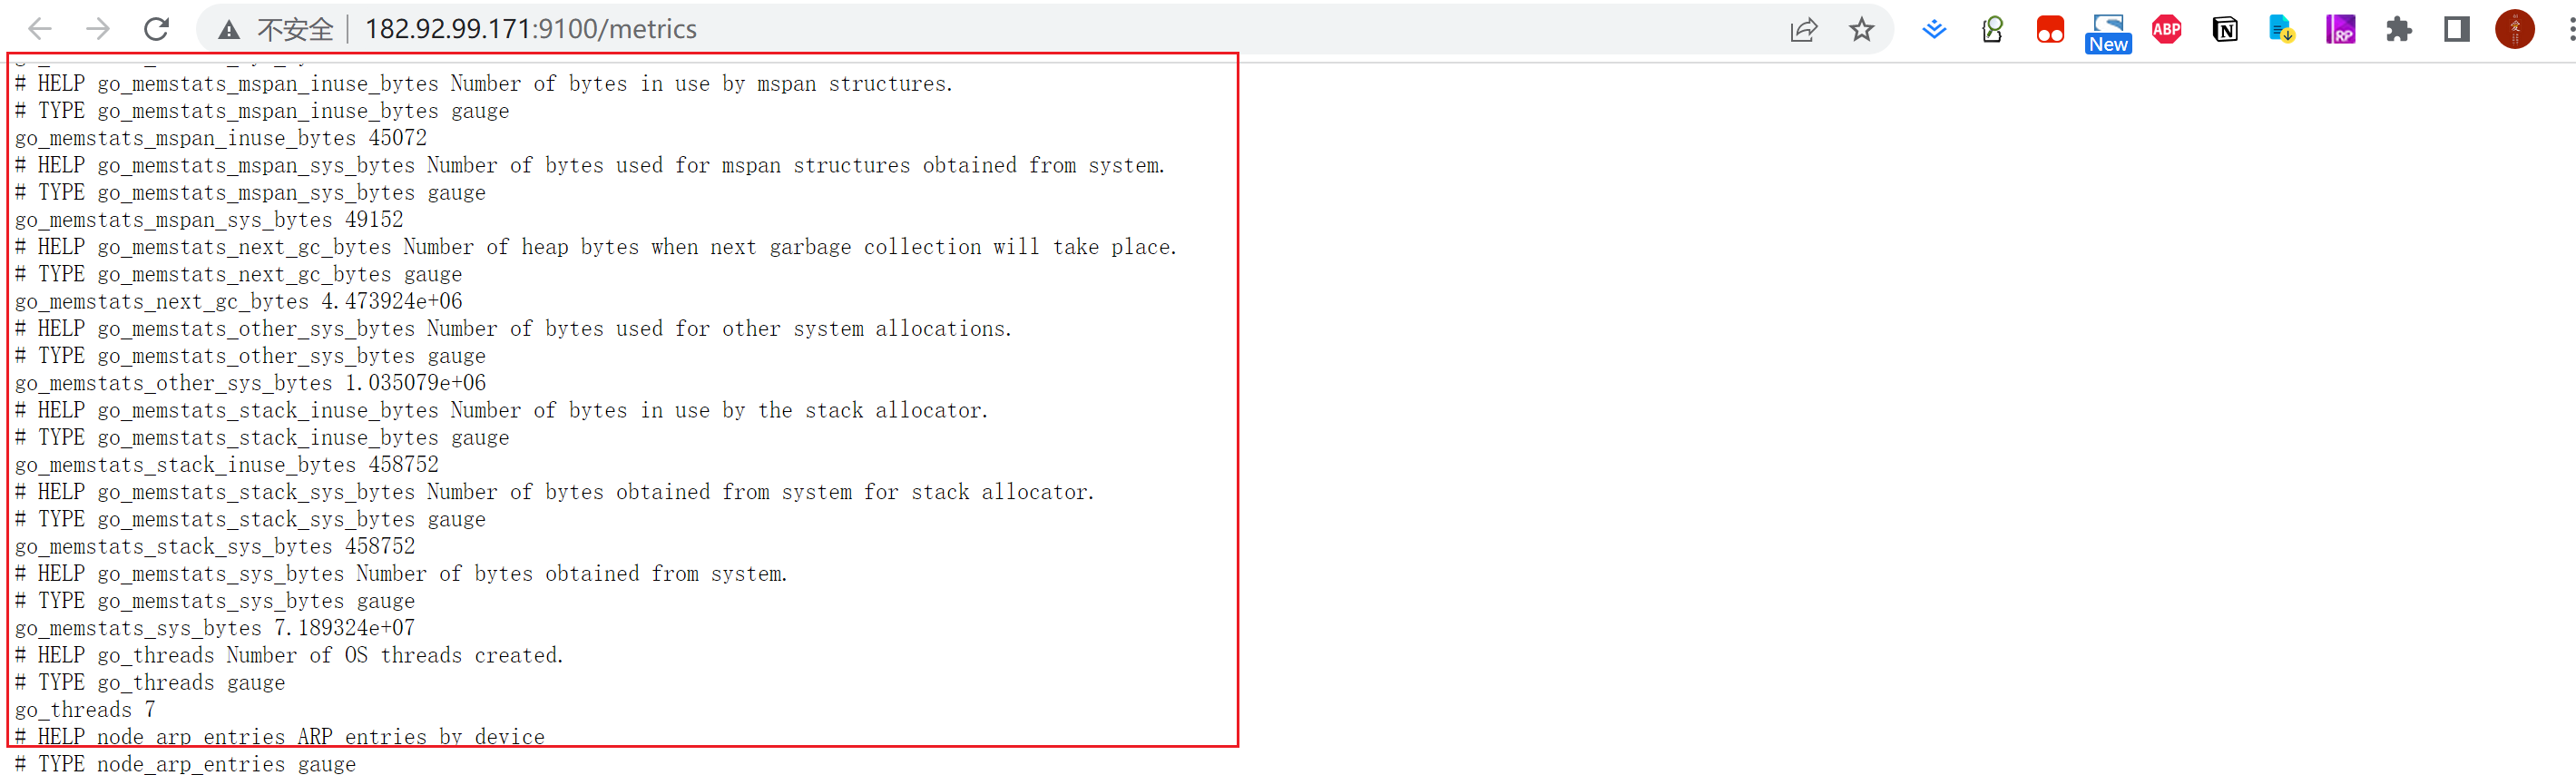 不安全 182.92.99.171:9100/metrics
New
ABP
N
RP
# HELP go_memstats_mspan_inuse_bytes Number of bytes in use by mspan structures.
# TYPE go_memstats_mspan_inuse_bytes gauge
go_memstats_mspan_inuse_bytes 45072
# HELP go_memstats_mspan_sys_bytes Number of bytes used for mspan structures obtained from system.
# TYPE go_memstats_mspan_sys_bytes gauge
go_memstats_mspan_sys_bytes 49152
# HELP go_memstats_next_gc_bytes Number of heap bytes when next garbage collection will take place.
# TYPE go_memstats_next_gc_bytes gauge
go_memstats_next_gc_bytes 4.473924e+06
# HELP go_memstats_other_sys_bytes Number of bytes used for other system allocations.
# TYPE go_memstats_other_sys_bytes gauge
go_memstats_other_sys_bytes 1.035079e+06
# HELP go_memstats_stack_inuse_bytes Number of bytes in use by the stack allocator.
# TYPE go_memstats_stack_inuse_bytes gauge
go_memstats_stack_inuse_bytes 458752
# HELP go_memstats_stack_sys_bytes Number of bytes obtained from system for stack allocator.
# TYPE go_memstats_stack_sys_bytes gauge
go_memstats_stack_sys_bytes 458752
# HELP go_memstats_sys_bytes Number of bytes obtained from system.
# TYPE go_memstats_sys_bytes gauge
go_memstats_sys_bytes 7.189324e+07
# HELP go_threads Number of OS threads created.
# TYPE go_threads gauge
go_threads 7
# HELP node_arp_entries ARP entries by device
# TYPE node_arp_entries gauge